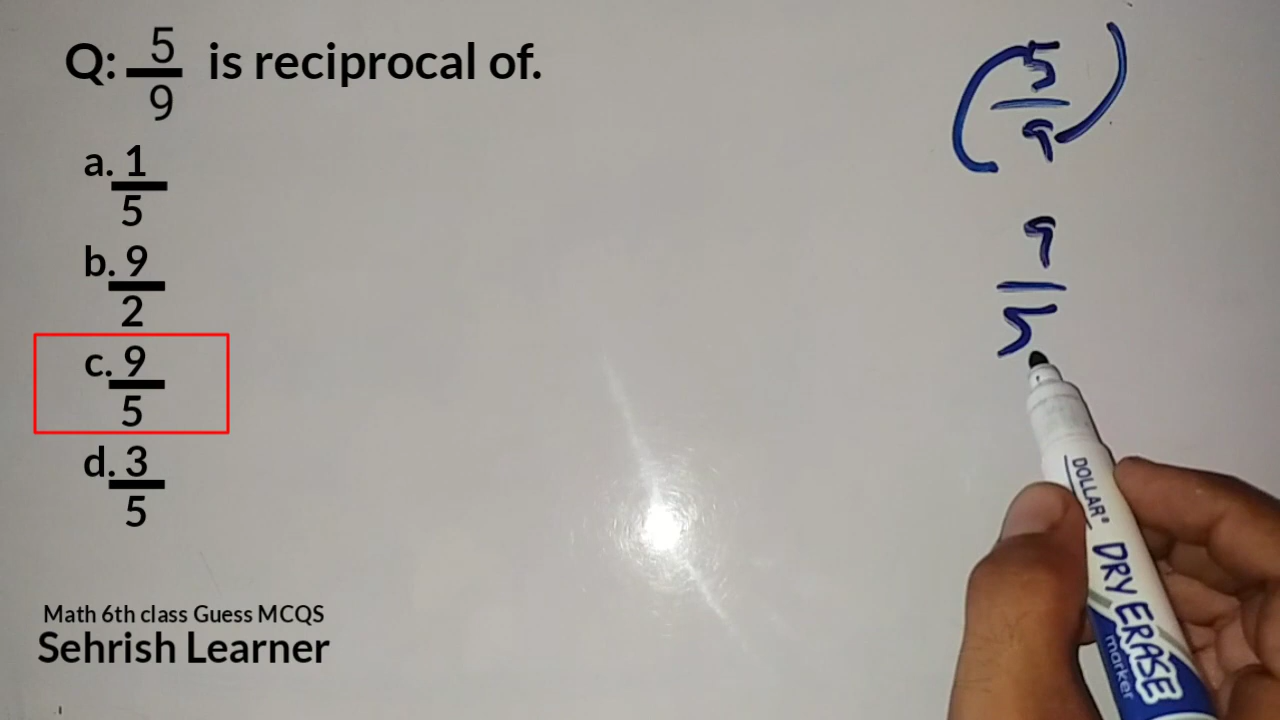 Q: 5/9 is reciprocal of.
a. 1/5
b. 9/2
c. 9/5
d. 3/5
Math 6th class Guess MCQS
Sehrish Learner
5/9
9/5
DOLLAR®
DRY ERASE
marker